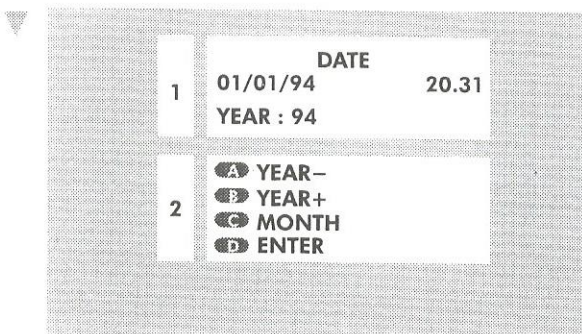 DATE
1
01/01/94 20.31
YEAR : 94
2
A YEAR–
B YEAR+
C MONTH
D ENTER